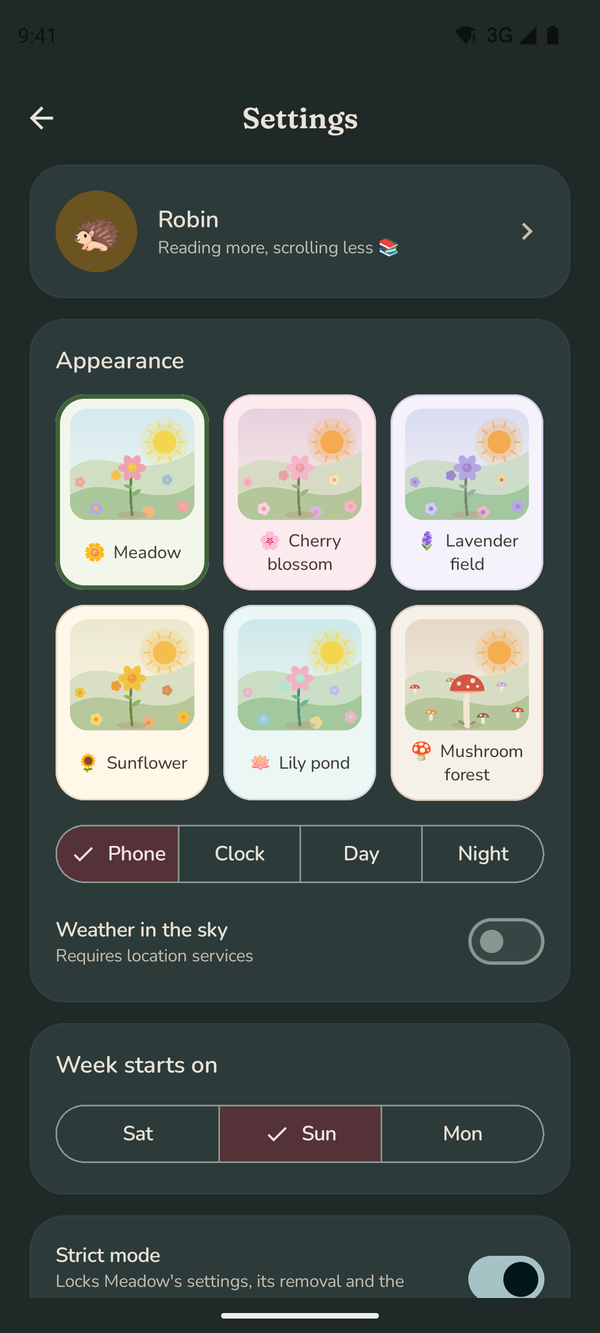 9:41
3G
Settings
Robin
Reading more, scrolling less 📚
Appearance
Meadow
Cherry
blossom
Lavender
field
Sunflower
Lily pond
Mushroom
forest
Phone
Clock
Day
Night
Weather in the sky
Requires location services
Week starts on
Sat
Sun
Mon
Strict mode
Locks Meadow's settings, its removal and the